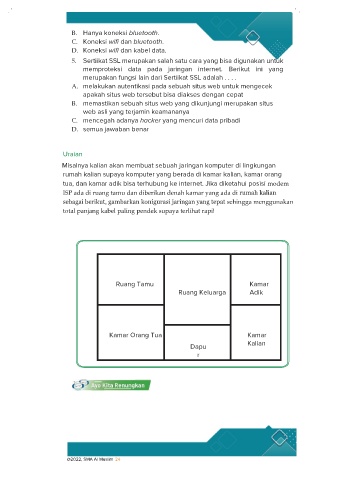 B. Hanya koneksi bluetooth.
C. Koneksi wifi dan bluetooth.
D. Koneksi wifi dan kabel data.
5. Sertiikat SSL merupakan salah satu cara yang bisa digunakan untuk
memproteksi data pada jaringan internet. Berikut ini yang
merupakan fungsi lain dari Sertiikat SSL adalah . . . .
A. melakukan autentikasi pada sebuah situs web untuk mengecek
apakah situs web tersebut bisa diakses dengan cepat
B. memastikan sebuah situs web yang dikunjungi merupakan situs
web asli yang terjamin keamananya
C. mencegah adanya hacker yang mencuri data pribadi
D. semua jawaban benar
Uraian
Misalnya kalian akan membuat sebuah jaringan komputer di lingkungan
rumah kalian supaya komputer yang berada di kamar kalian, kamar orang
tua, dan kamar adik bisa terhubung ke internet. Jika diketahui posisi modem
ISP ada di ruang tamu dan diberikan denah kamar yang ada di rumah kalian
sebagai berikut, gambarkan konigurasi jaringan yang tepat sehingga menggunakan
total panjang kabel paling pendek supaya terlihat rapi!
Ruang Tamu
Ruang Keluarga
Kamar
Adik
Kamar Orang Tua
Dapu
r
Kamar
Kalian
Ayo Kita Renungkan
@2022, SMA Al Masoem